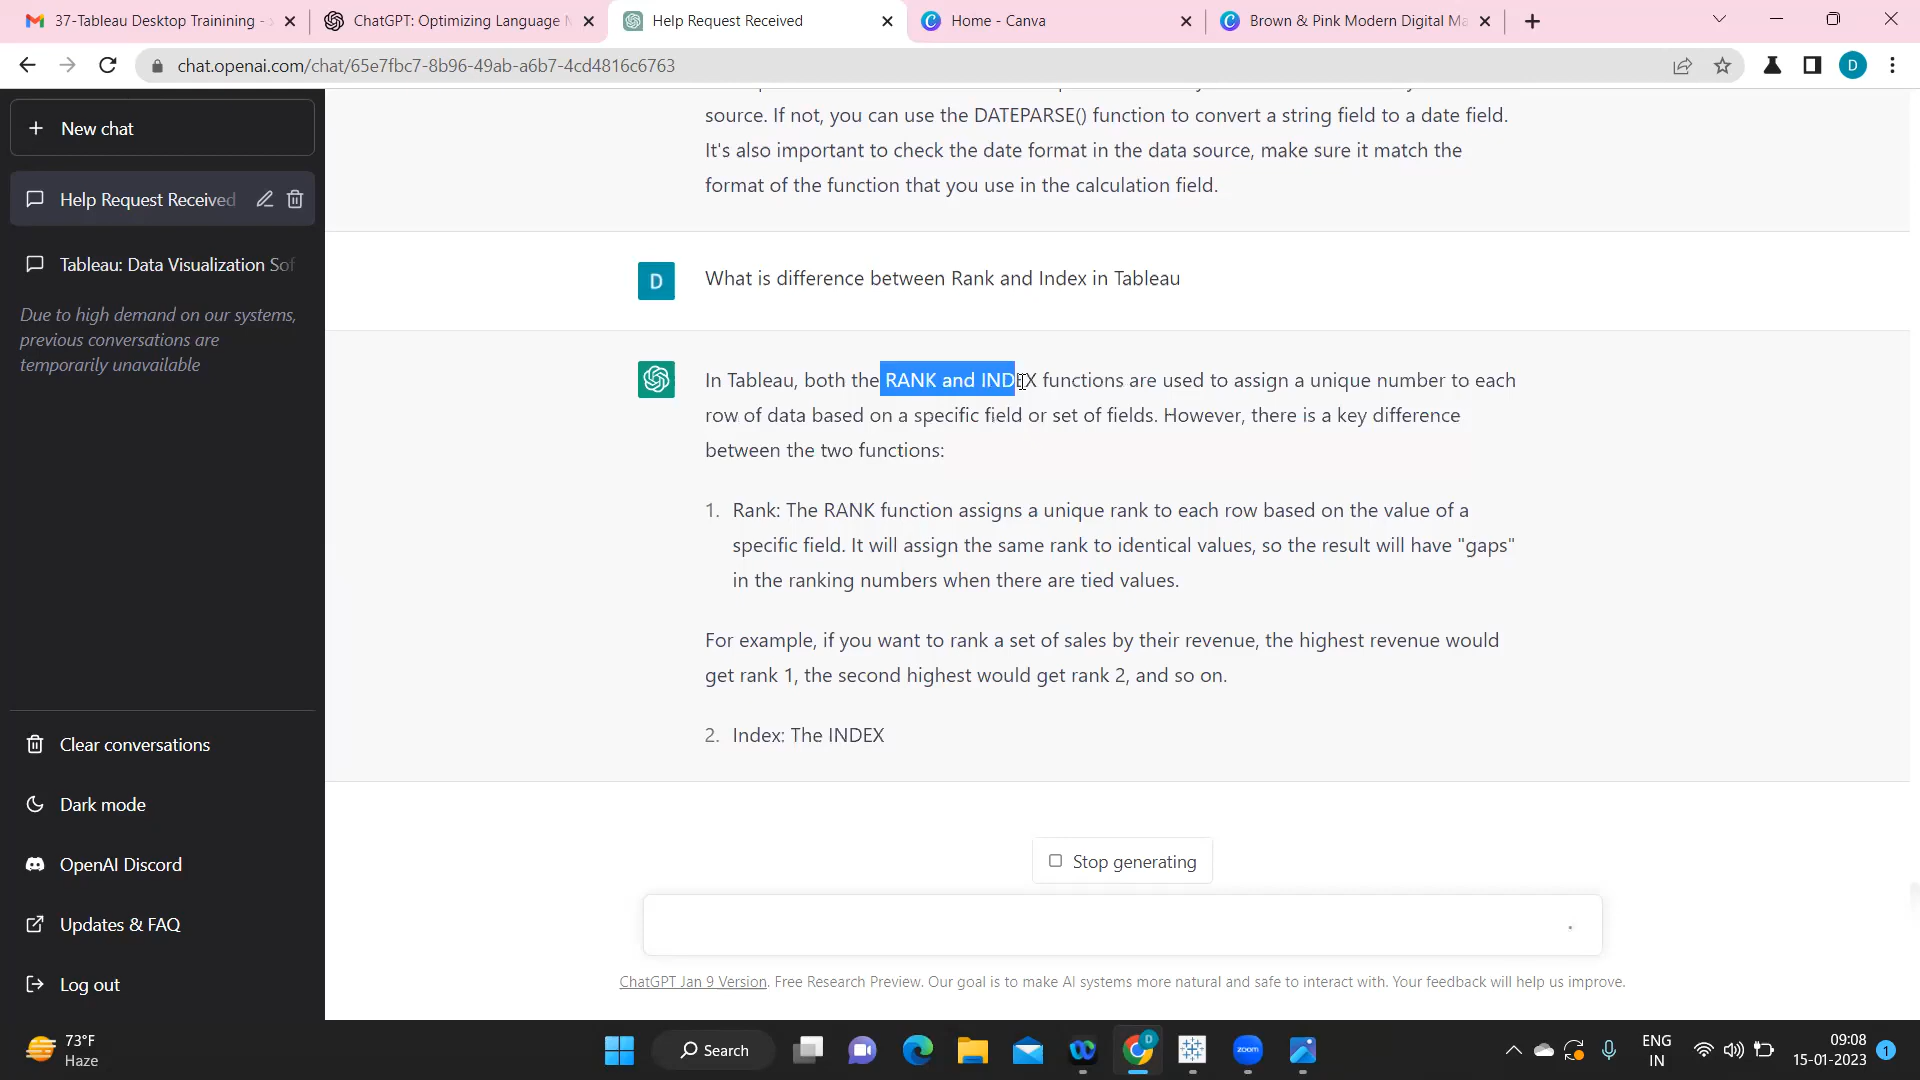 37-Tableau Desktop Trainining -
ChatGPT: Optimizing Language
Help Request Received
Home - Canva
Brown & Pink Modern Digital Ma
chat.openai.com/chat/65e7fbc7-8b96-49ab-a6b7-4cd4816c6763
D
New chat
Help Request Received
Tableau: Data Visualization Sof
Due to high demand on our systems,
previous conversations are
temporarily unavailable
Clear conversations
Dark mode
OpenAI Discord
Updates & FAQ
Log out
source. If not, you can use the DATEPARSE() function to convert a string field to a date field.
It's also important to check the date format in the data source, make sure it match the
format of the function that you use in the calculation field.
D
What is difference between Rank and Index in Tableau
In Tableau, both the RANK and INDEX functions are used to assign a unique number to each
row of data based on a specific field or set of fields. However, there is a key difference
between the two functions:
1. Rank: The RANK function assigns a unique rank to each row based on the value of a
specific field. It will assign the same rank to identical values, so the result will have "gaps"
in the ranking numbers when there are tied values.
For example, if you want to rank a set of sales by their revenue, the highest revenue would
get rank 1, the second highest would get rank 2, and so on.
2. Index: The INDEX
Stop generating
ChatGPT Jan 9 Version. Free Research Preview. Our goal is to make AI systems more natural and safe to interact with. Your feedback will help us improve.
73°F
Haze
Search
D
zoom
ENG
IN
09:08
15-01-2023
1